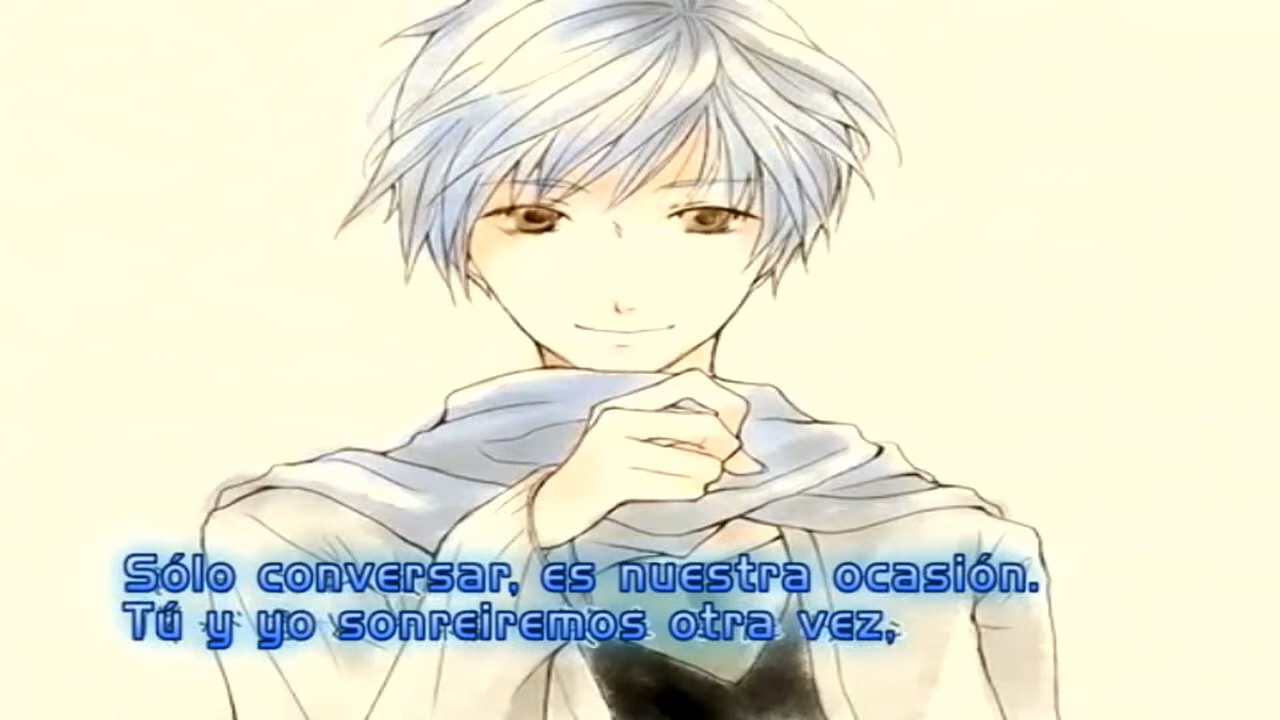 Sólo conversar, es nuestra ocasión.
Tú y yo sonreiremos otra vez,